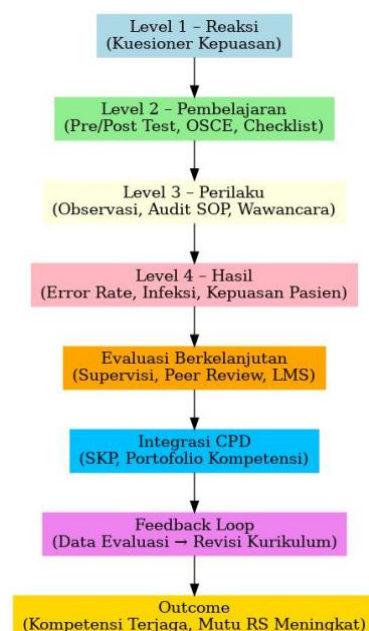 Level 1 – Reaksi
(Kuesioner Kepuasan)
Level 2 – Pembelajaran
(Pre/Post Test, OSCE, Checklist)
Level 3 – Perilaku
(Observasi, Audit SOP, Wawancara)
Level 4 – Hasil
(Error Rate, Infeksi, Kepuasan Pasien)
Evaluasi Berkelanjutan
(Supervisi, Peer Review, LMS)
Integrasi CPD
(SKP, Portofolio Kompetensi)
Feedback Loop
(Data Evaluasi → Revisi Kurikulum)
Outcome
(Kompetensi Terjaga, Mutu RS Meningkat)